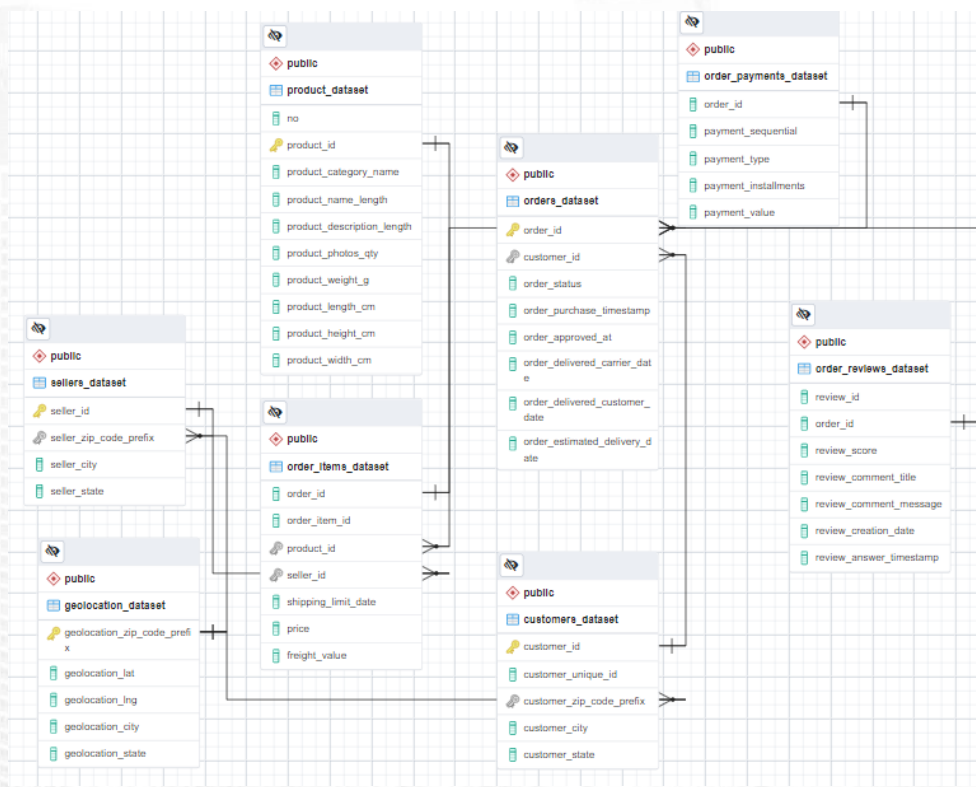 public
product_dataset
no
product_id
product_category_name
product_name_length
product_description_length
product_photos_qty
product_weight_g
product_length_cm
product_height_cm
product_width_cm
public
order_payments_dataset
order_id
payment_sequential
payment_type
payment_installments
payment_value
public
orders_dataset
order_id
customer_id
order_status
order_purchase_timestamp
order_approved_at
order_delivered_carrier_dat
e
order_delivered_customer_
date
order_estimated_delivery_d
ate
public
sellers_dataset
seller_id
seller_zip_code_prefix
seller_city
seller_state
public
order_items_dataset
order_id
order_item_id
product_id
seller_id
shipping_limit_date
price
freight_value
public
order_reviews_dataset
review_id
order_id
review_score
review_comment_title
review_comment_message
review_creation_date
review_answer_timestamp
public
geolocation_dataset
geolocation_zip_code_prefi
x
geolocation_lat
geolocation_lng
geolocation_city
geolocation_state
public
customers_dataset
customer_id
customer_unique_id
customer_zip_code_prefix
customer_city
customer_state